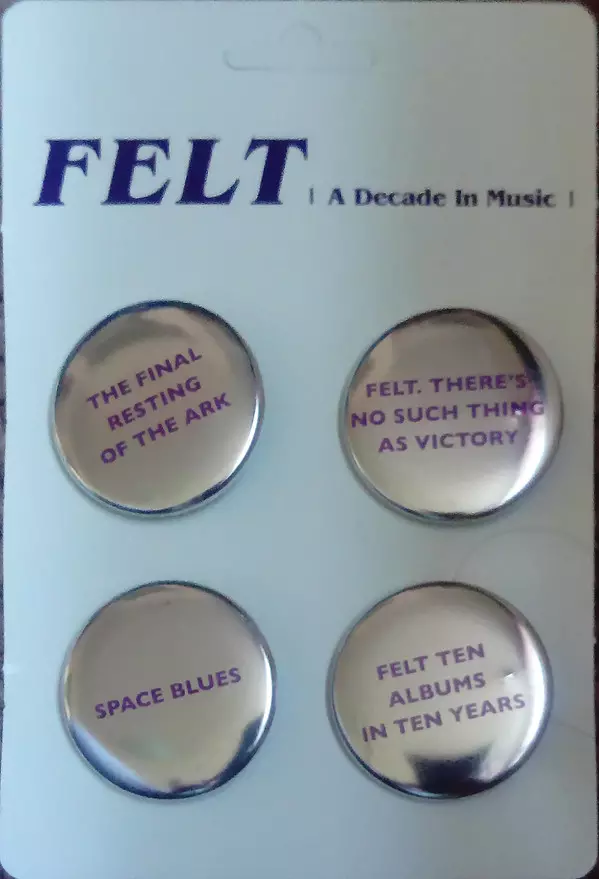 FELT | A Decade In Music |
THE FINAL
RESTING
OF THE ARK
FELT. THERE'S
NO SUCH THING
AS VICTORY
SPACE BLUES
FELT TEN
ALBUMS
IN TEN YEARS